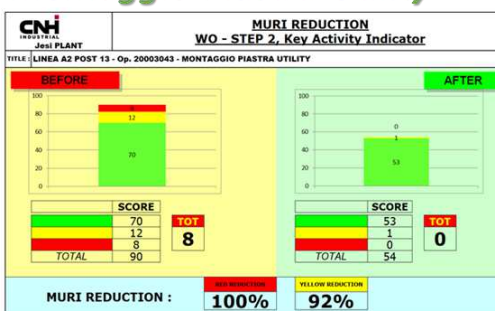 CNH
INDUSTRIAL
Jesi PLANT
MURI REDUCTION
WO - STEP 2, Key Activity Indicator
TITLE: LINEA A2 POST 13 - Op. 20003043 - MONTAGGIO PIASTRA UTILITY
BEFORE
AFTER
100
80
60
40
20
0
8
12
70
100
80
60
40
20
0
0
1
53
SCORE
70
12
8
TOTAL 90
TOT
8
SCORE
53
1
0
TOTAL 54
TOT
0
MURI REDUCTION :
RED REDUCTION
100%
YELLOW REDUCTION
92%